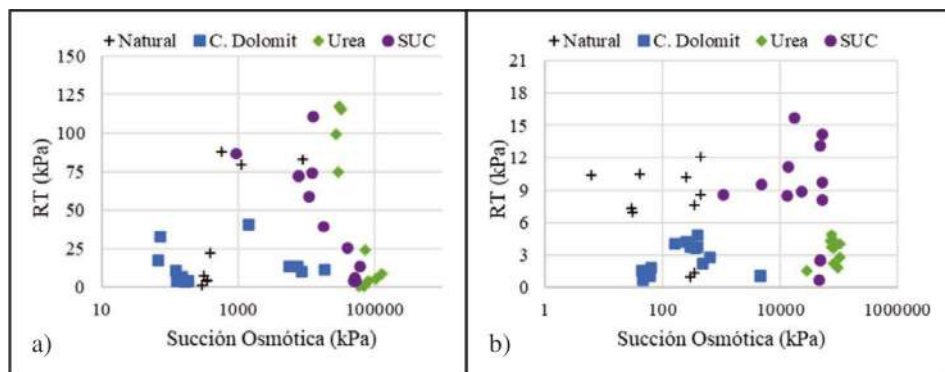 Natural C. Dolomit Urea SUC
150
125
100
75
50
25
0
RT (kPa)
10 1000 100000
Succión Osmótica (kPa)
a)
Natural C. Dolomit Urea SUC
21
18
15
12
9
6
3
0
RT (kPa)
1 100 10000 1000000
Succión Osmótica (kPa)
b)